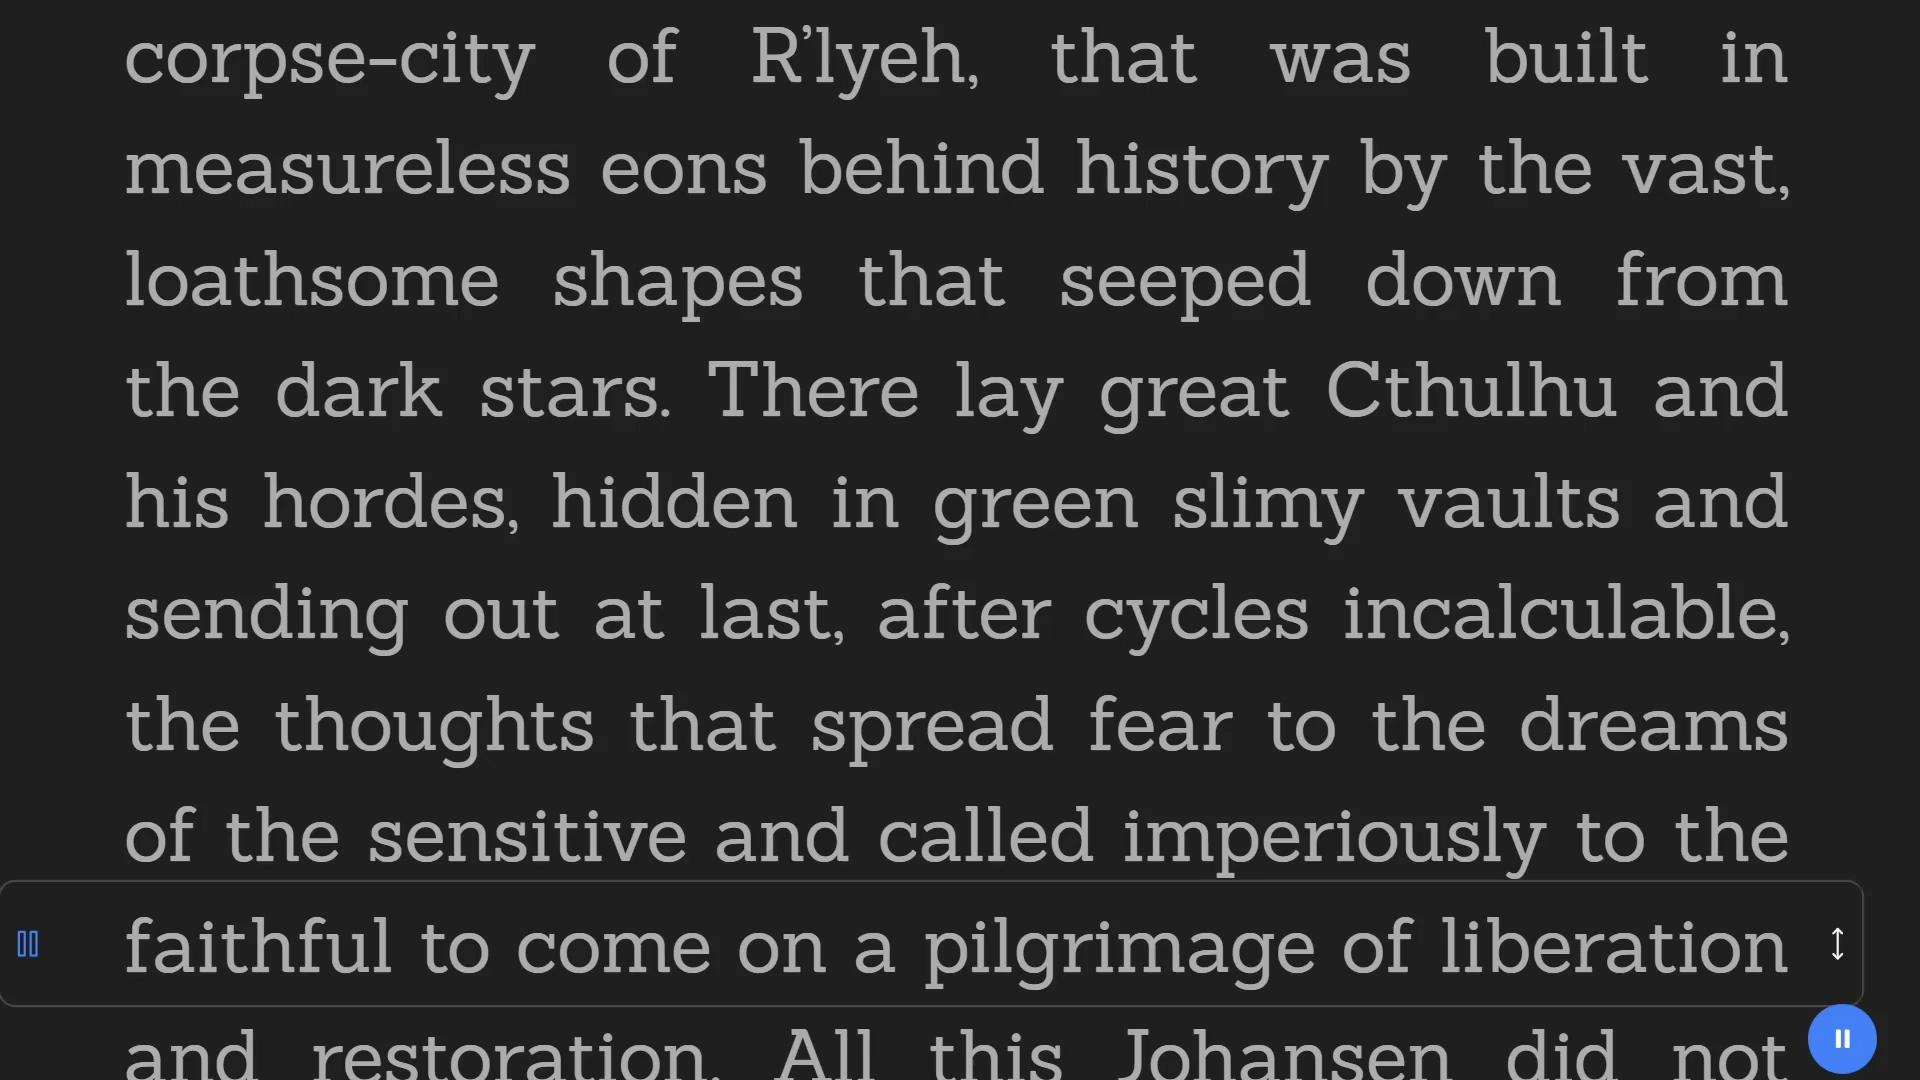 corpse-city of R’lyeh, that was built in
measureless eons behind history by the vast,
loathsome shapes that seeped down from
the dark stars. There lay great Cthulhu and
his hordes, hidden in green slimy vaults and
sending out at last, after cycles incalculable,
the thoughts that spread fear to the dreams
of the sensitive and called imperiously to the
faithful to come on a pilgrimage of liberation
and restoration. All this Johansen did not